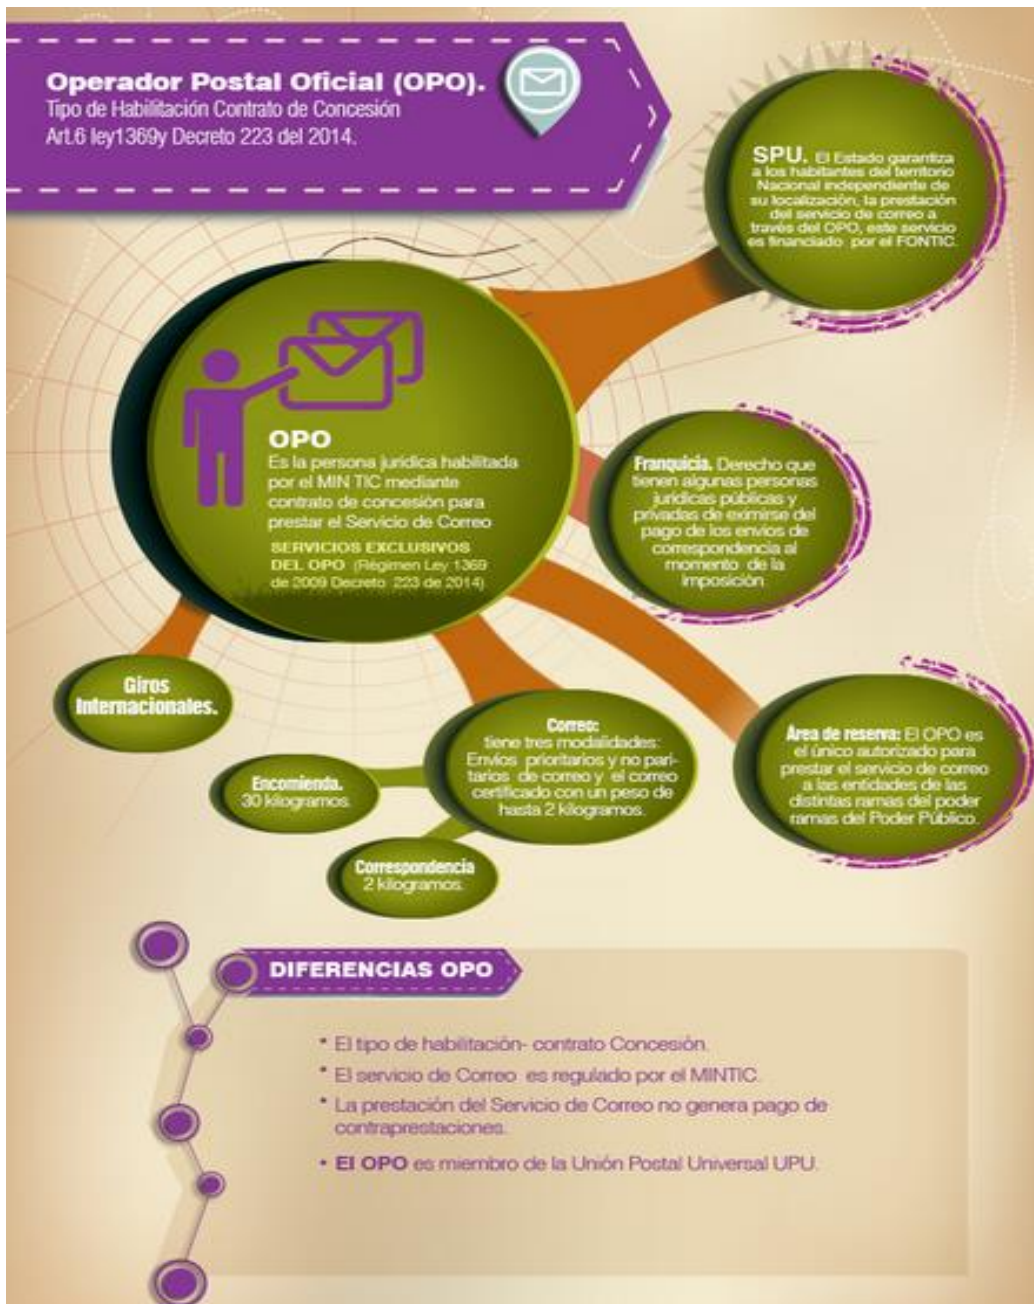 Operador Postal Oficial (OPO).
Tipo de Habilitación Contrato de Concesión
Art.6 ley1369y Decreto 223 del 2014.
SPU. El Estado garantiza
a los habitantes del territorio
Nacional independiente de
su localización, la prestación
del servicio de correo a
través del OPO, este servicio
es financiado por el FONTIC.
OPO
Es la persona jurídica habilitada
por el MIN TIC mediante
contrato de concesión para
prestar el Servicio de Correo
SERVICIOS EXCLUSIVOS
DEL OPO (Régimen Ley 1369
de 2009 Decreto 223 de 2014)
Franquicia. Derecho que
tienen algunas personas
jurídicas públicas y
privadas de eximirse del
pago de los envios de
correspondencia al
momento de la
imposición
Giros
Internacionales.
Correo:
tiene tres modalidades:
Envíos prioritarios y no pari-
tarios de correo y el correo
certificado con un peso de
hasta 2 kilogramos.
Encomienda.
30 kilogramos.
Correspondencia
2 kilogramos.
Área de reserva: El OPO es
el único autorizado para
prestar el servicio de correo
a las entidades de las
distintas ramas del poder
ramas del Poder Público.
DIFERENCIAS OPO
* El tipo de habilitación- contrato Concesión.
* El servicio de Correo es regulado por el MINTIC.
* La prestación del Servicio de Correo no genera pago de
contraprestaciones.
• El OPO es miembro de la Unión Postal Universal UPU.